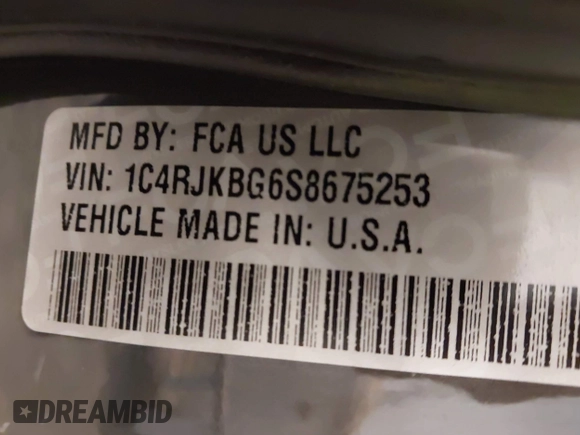 MFD BY: FCA US LLC
VIN: 1C4RJKBG6S8675253
VEHICLE MADE IN: U.S.A.
DREAMBID